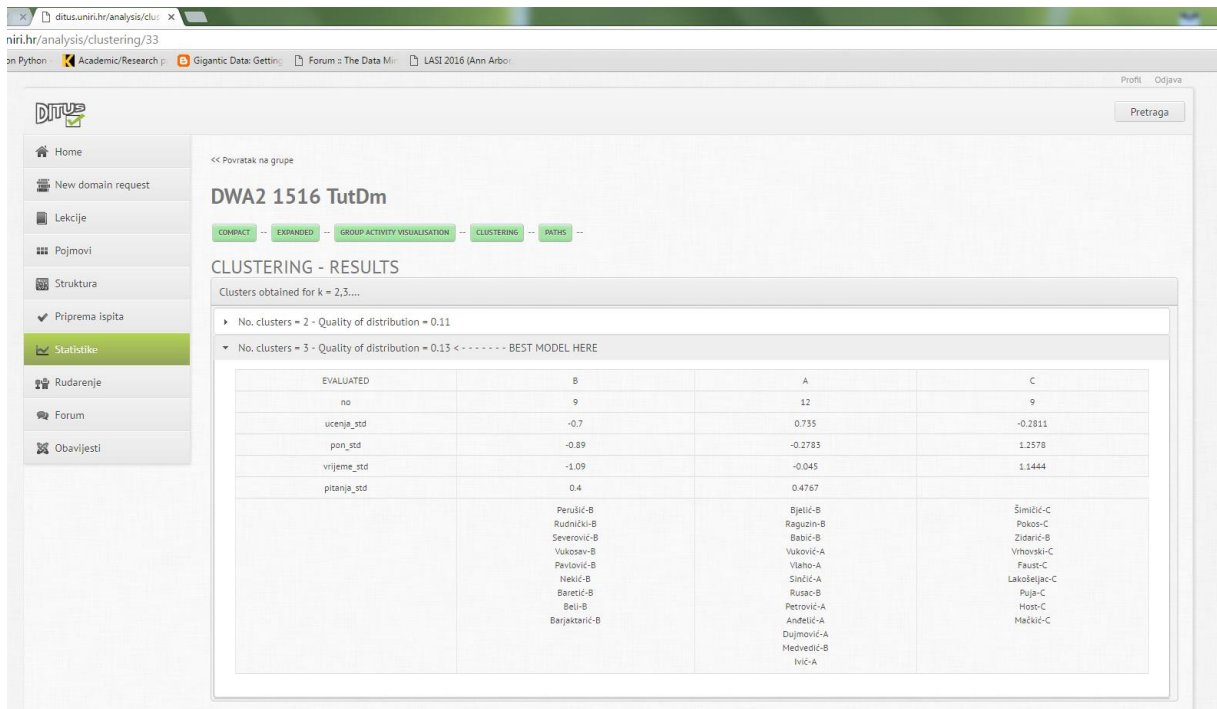 ditus.uniri.hr/analysis/clus
niri.hr/analysis/clustering/33
on Python Academic/Research p Gigantic Data: Getting Forum :: The Data Min LASI 2016 (Ann Arbor
Profil Odjava
DITUS
Pretraga
Home
New domain request
Lekcije
Pojmovi
Struktura
Priprema ispita
Statistike
Rudarenje
Forum
Obavijesti
<< Povratak na grupe
DWA2 1516 TutDm
COMPACT -- EXPANDED -- GROUP ACTIVITY VISUALISATION -- CLUSTERING -- PATHS --
CLUSTERING - RESULTS
Clusters obtained for k = 2,3....
No. clusters = 2 - Quality of distribution = 0.11
No. clusters = 3 - Quality of distribution = 0.13 < - - - - - - - BEST MODEL HERE
EVALUATED B A C
no 9 12 9
ucenja_std -0.7 0.735 -0.2811
pon_std -0.89 -0.2783 1.2578
vrijeme_std -1.09 -0.045 1.1444
pitanja_std 0.4 0.4767
Perušić-B Bjelić-B Šimičić-C
Rudnički-B Raguzin-B Pokos-C
Severović-B Babić-B Zidarić-B
Vukosav-B Vuković-A Vrhovski-C
Pavlović-B Vlaho-A Faust-C
Nekić-B Sinčić-A Lakošeljac-C
Baretić-B Rusac-B Puja-C
Beli-B Petrović-A Host-C
Barjaktarić-B Anđelić-A Mačkić-C
Dujmović-A
Medvedić-B
Ivić-A